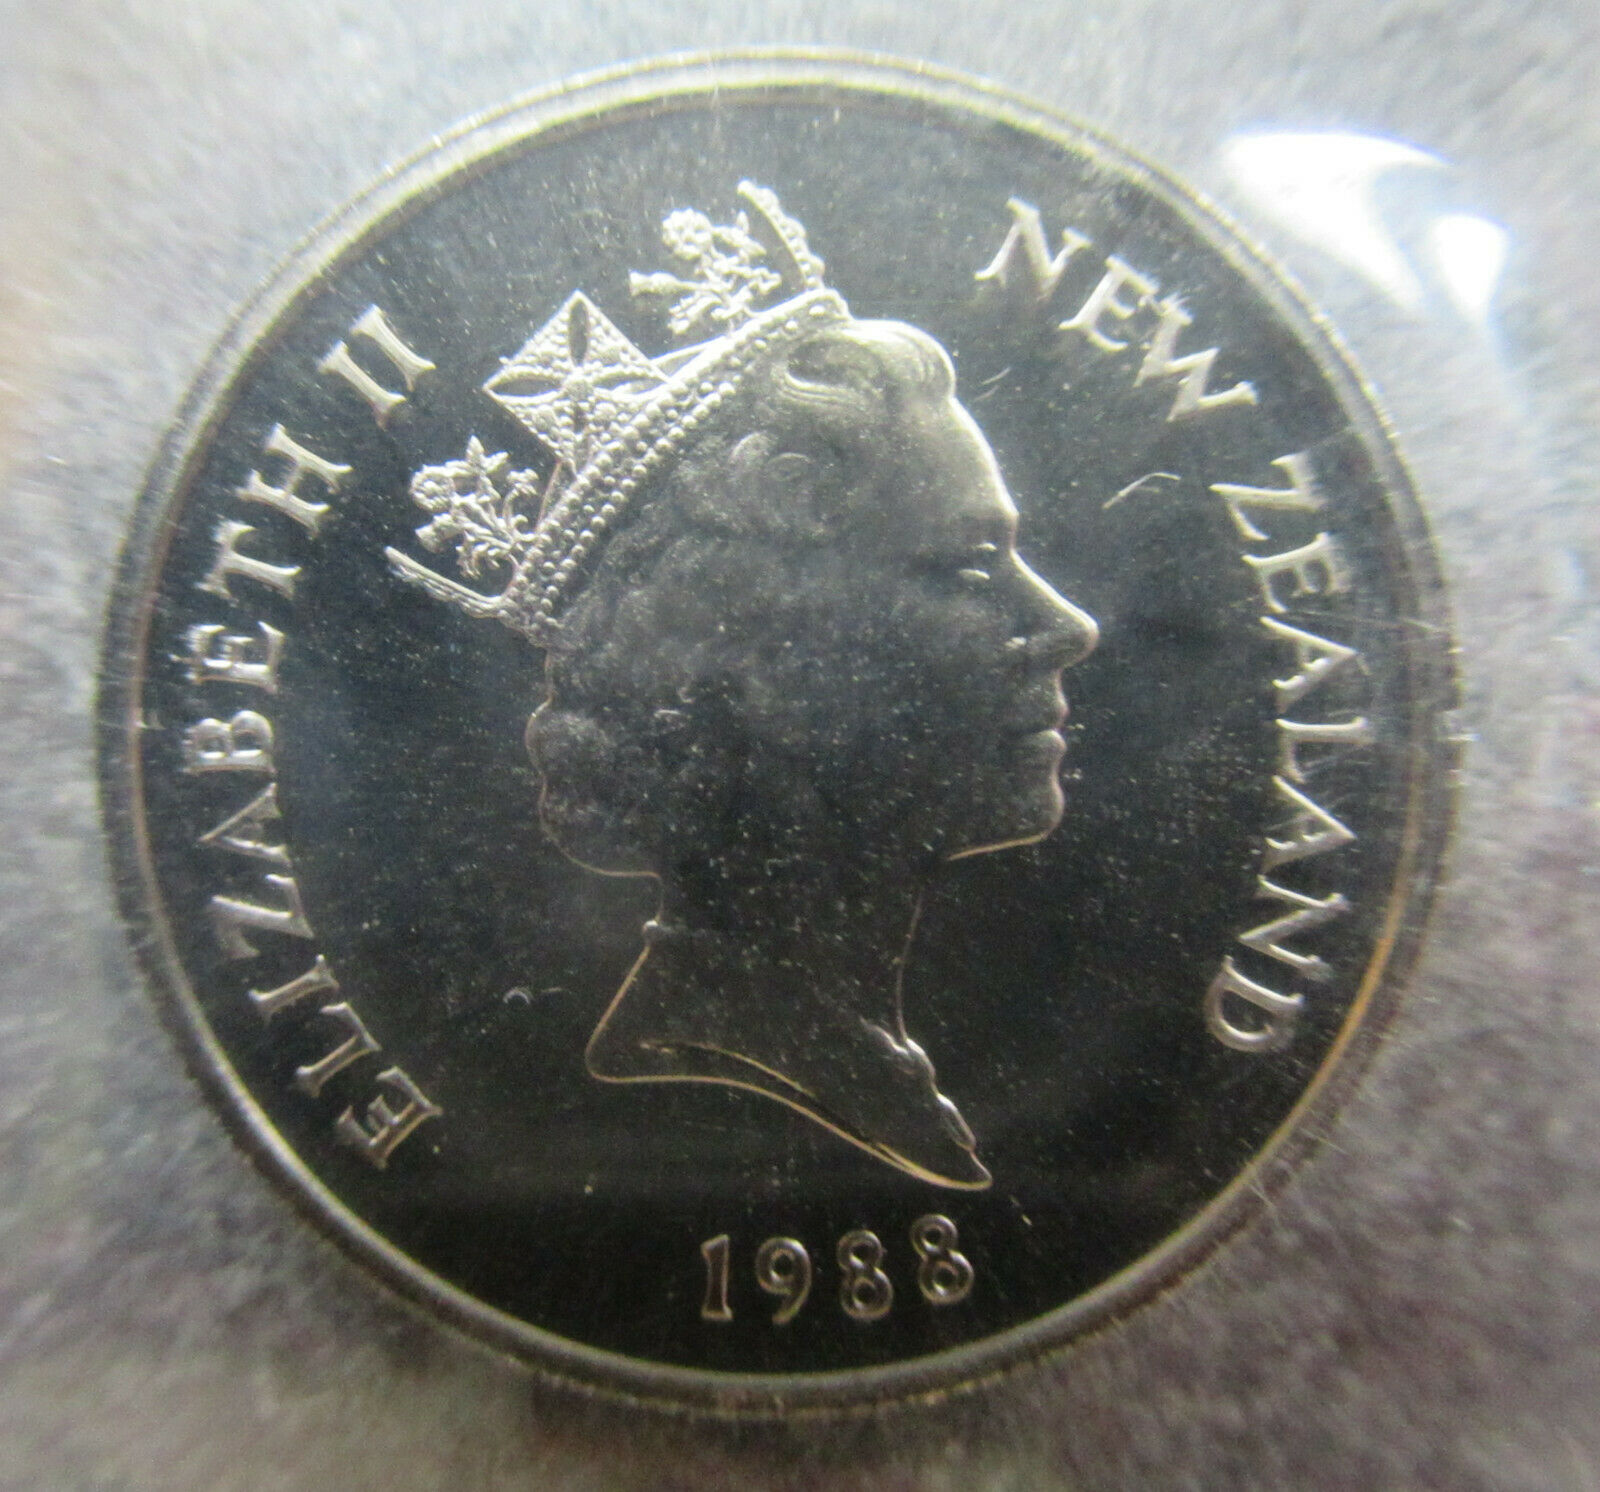 ELIZABETH II
NEW ZEALAND
1988